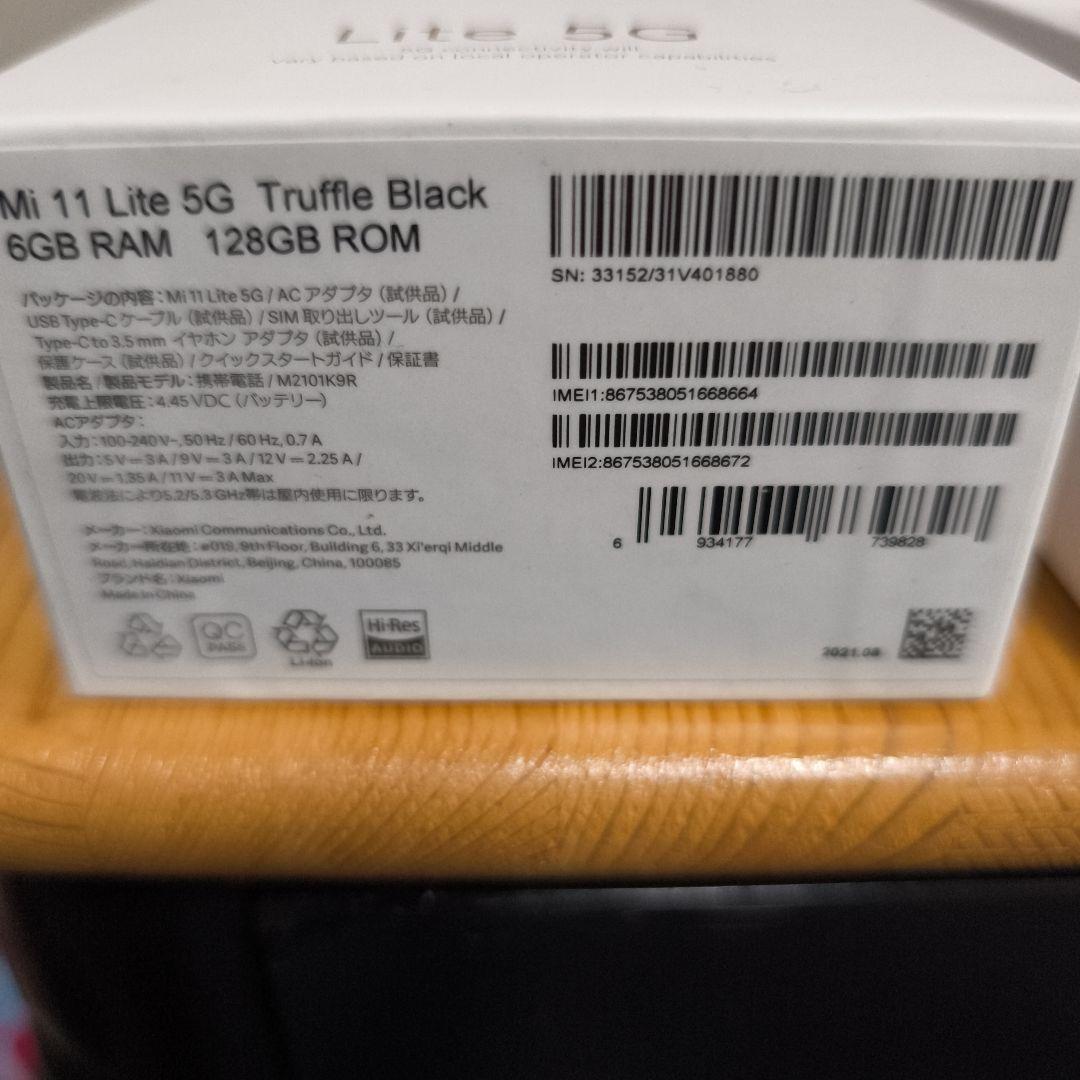 Lite 5G
5G connectivity will
vary based on local operator capabilities
Mi 11 Lite 5G Truffle Black
6GB RAM 128GB ROM
パッケージの内容：Mi 11 Lite 5G / AC アダプタ（試供品）/
USB Type-C ケーブル（試供品）/ SIM 取り出しツール（試供品）/
Type-C to 3.5 mm イヤホン アダプタ（試供品）/
保護ケース（試供品）/ クイックスタートガイド / 保証書
製品名 / 製品モデル：携帯電話 / M2101K9R
充電上限電圧：4.45 VDC（バッテリー）
ACアダプタ：
入力：100-240 V~, 50 Hz / 60 Hz, 0.7 A
出力：5 V⎓3 A / 9 V⎓3 A / 12 V⎓2.25 A /
20 V⎓1.35 A / 11 V⎓3 A Max
電波法により5.2/5.3 GHz帯は屋内使用に限ります。
メーカー：Xiaomi Communications Co., Ltd.
メーカー所在地：#019, 9th Floor, Building 6, 33 Xi'erqi Middle
Road, Haidian District, Beijing, China, 100085
ブランド名：Xiaomi
Made in China
QC
PASS
Li-ion
Hi-Res
AUDIO
SN: 33152/31V401880
IMEI1:867538051668664
IMEI2:867538051668672
6 934177 739828
2021.08